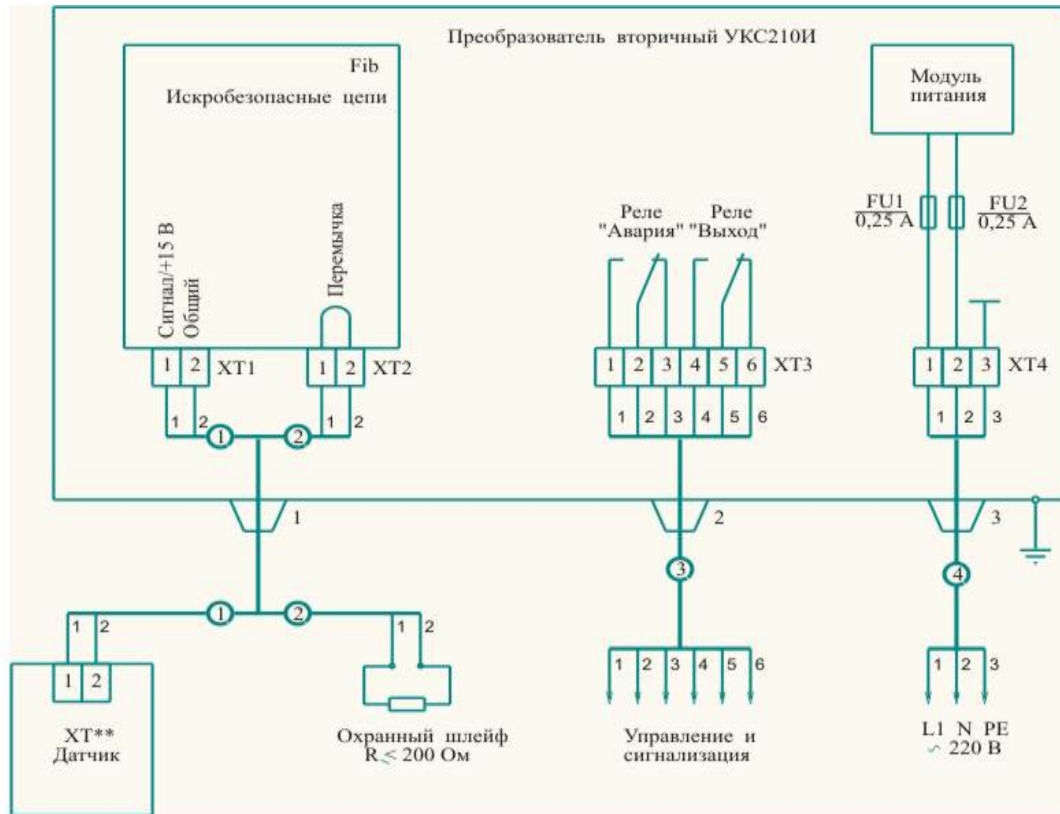 Преобразователь вторичный УКС210И
Fib
Искробезопасные цепи
Модуль
питания
FU1
0,25 А
FU2
0,25 А
Реле
"Авария"
Реле
"Выход"
Сигнал/+15 В
Общий
Перемычка
1 2 XT1
1 2 XT2
1 2 3 4 5 6 XT3
1 2 3 XT4
1 2 1 2
1 2 3 4 5 6
1 2 3
1 2
1 2 3
3 4
1 2
1 2 1 2
1 2 3 4 5 6
1 2 3
1 2
XT**
Датчик
Охранный шлейф
R ≤ 200 Ом
Управление и
сигнализация
L1 N PE
~ 220 В